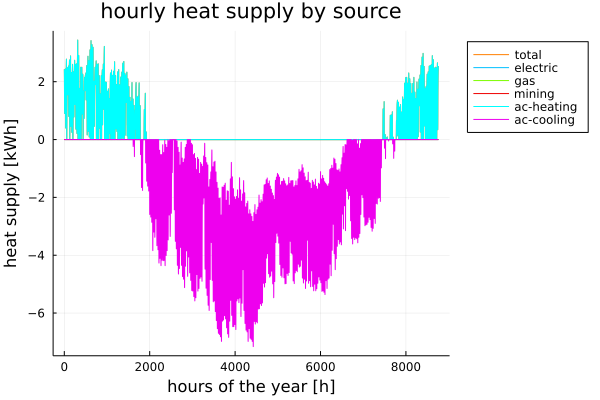 hourly heat supply by source
heat supply [kWh]
2
0
−2
−4
−6
0
2000
4000
6000
8000
hours of the year [h]
total
electric
gas
mining
ac-heating
ac-cooling